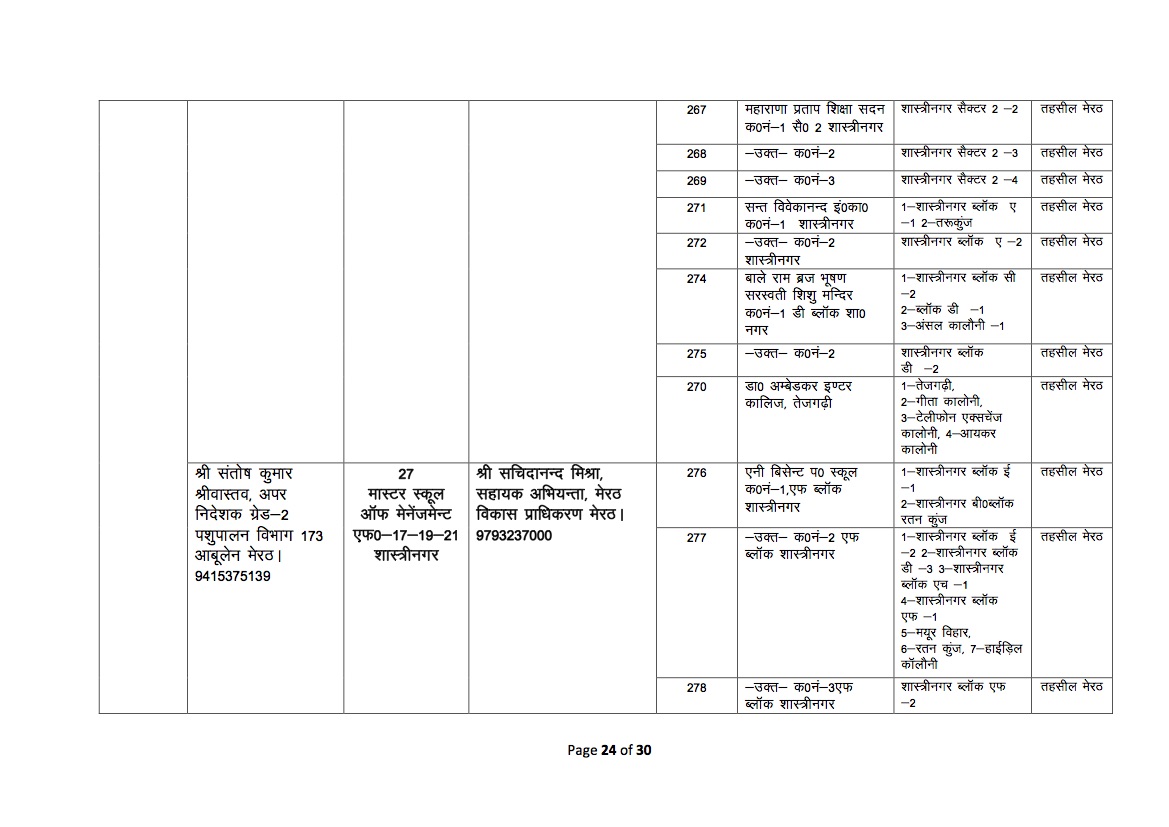 267
महाराणा प्रताप शिक्षा सदन
क0नं–1 सै0 2 शास्त्रीनगर
शास्त्रीनगर सैक्टर 2 –2
तहसील मेरठ
268
–उक्त– क0नं–2
शास्त्रीनगर सैक्टर 2 –3
तहसील मेरठ
269
–उक्त– क0नं–3
शास्त्रीनगर सैक्टर 2 –4
तहसील मेरठ
271
सन्त विवेकानन्द इं0का0
क0नं–1 शास्त्रीनगर
1–शास्त्रीनगर ब्लॉक ए
–1 2–तरूकुंज
तहसील मेरठ
272
–उक्त– क0नं–2
शास्त्रीनगर
शास्त्रीनगर ब्लॉक ए –2
तहसील मेरठ
274
बाले राम ब्रज भूषण
सरस्वती शिशु मन्दिर
क0नं–1 डी ब्लॉक शा0
नगर
1–शास्त्रीनगर ब्लॉक सी
–2
2–ब्लॉक डी –1
3–अंसल कालौनी –1
तहसील मेरठ
275
–उक्त– क0नं–2
शास्त्रीनगर ब्लॉक
डी –2
तहसील मेरठ
270
डा0 अम्बेडकर इण्टर
कालिज, तेजगढ़ी
1–तेजगढ़ी,
2–गीता कालोनी,
3–टेलीफोन एक्सचेंज
कालोनी, 4–आयकर
कालोनी
तहसील मेरठ
श्री संतोष कुमार
श्रीवास्तव, अपर
निदेशक ग्रेड–2
पशुपालन विभाग 173
आबूलेन मेरठ।
9415375139
27
मास्टर स्कूल
ऑफ मेनेंजमेन्ट
एफ0–17–19–21
शास्त्रीनगर
श्री सचिदानन्द मिश्रा,
सहायक अभियन्ता, मेरठ
विकास प्राधिकरण मेरठ।
9793237000
276
एनी बिसेन्ट प0 स्कूल
क0नं–1,एफ ब्लॉक
शास्त्रीनगर
1–शास्त्रीनगर ब्लॉक ई
–1
2–शास्त्रीनगर बी0ब्लॉक
रतन कुंज
तहसील मेरठ
277
–उक्त– क0नं–2 एफ
ब्लॉक शास्त्रीनगर
1–शास्त्रीनगर ब्लॉक ई
–2 2–शास्त्रीनगर ब्लॉक
डी –3 3–शास्त्रीनगर
ब्लॉक एच –1
4–शास्त्रीनगर ब्लॉक
एफ –1
5–मयूर विहार,
6–रतन कुंज, 7–हाईड़िल
कॉलौनी
तहसील मेरठ
278
–उक्त– क0नं–3एफ
ब्लॉक शास्त्रीनगर
शास्त्रीनगर ब्लॉक एफ
–2
तहसील मेरठ
Page 24 of 30